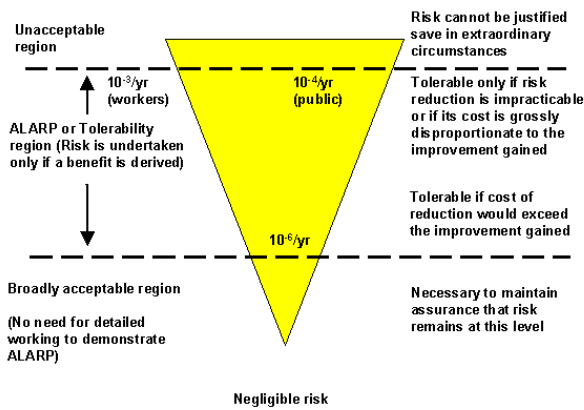 Unacceptable
region
Risk cannot be justified
save in extraordinary
circumstances
10-3/yr
(workers)
10-4/yr
(public)
ALARP or Tolerability
region (Risk is undertaken
only if a benefit is derived)
Tolerable only if risk
reduction is impracticable
or if its cost is grossly
disproportionate to the
improvement gained
Tolerable if cost of
reduction would exceed
the improvement gained
10-6/yr
Broadly acceptable region
(No need for detailed
working to demonstrate
ALARP)
Necessary to maintain
assurance that risk
remains at this level
Negligible risk